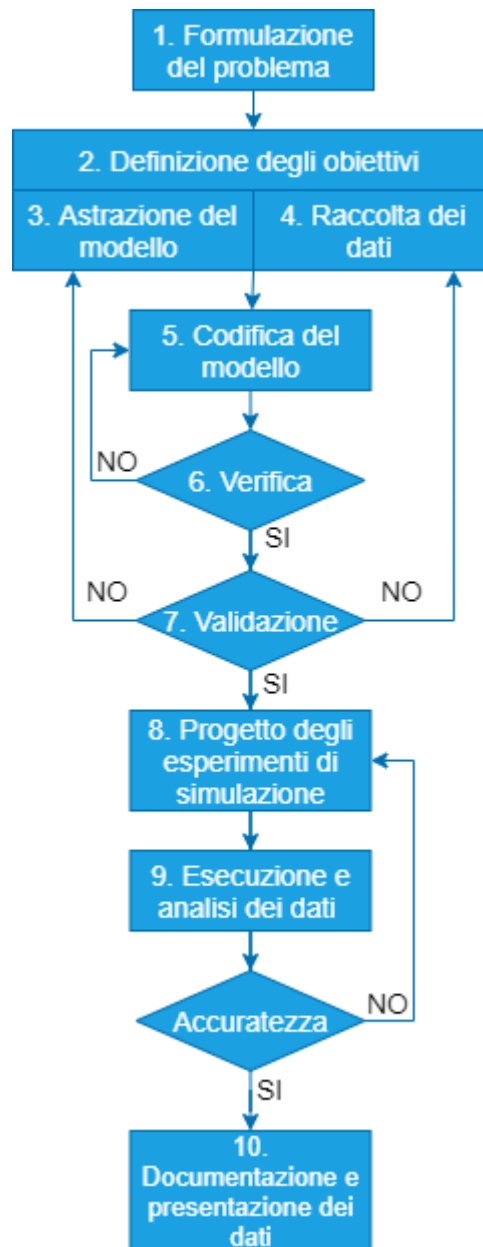 1. Formulazione
del problema
2. Definizione degli obiettivi
3. Astrazione del
modello
4. Raccolta dei
dati
5. Codifica del
modello
NO
6. Verifica
SI
NO
7. Validazione
NO
SI
8. Progetto degli
esperimenti di
simulazione
9. Esecuzione e
analisi dei dati
Accuratezza
NO
SI
10.
Documentazione e
presentazione dei
dati